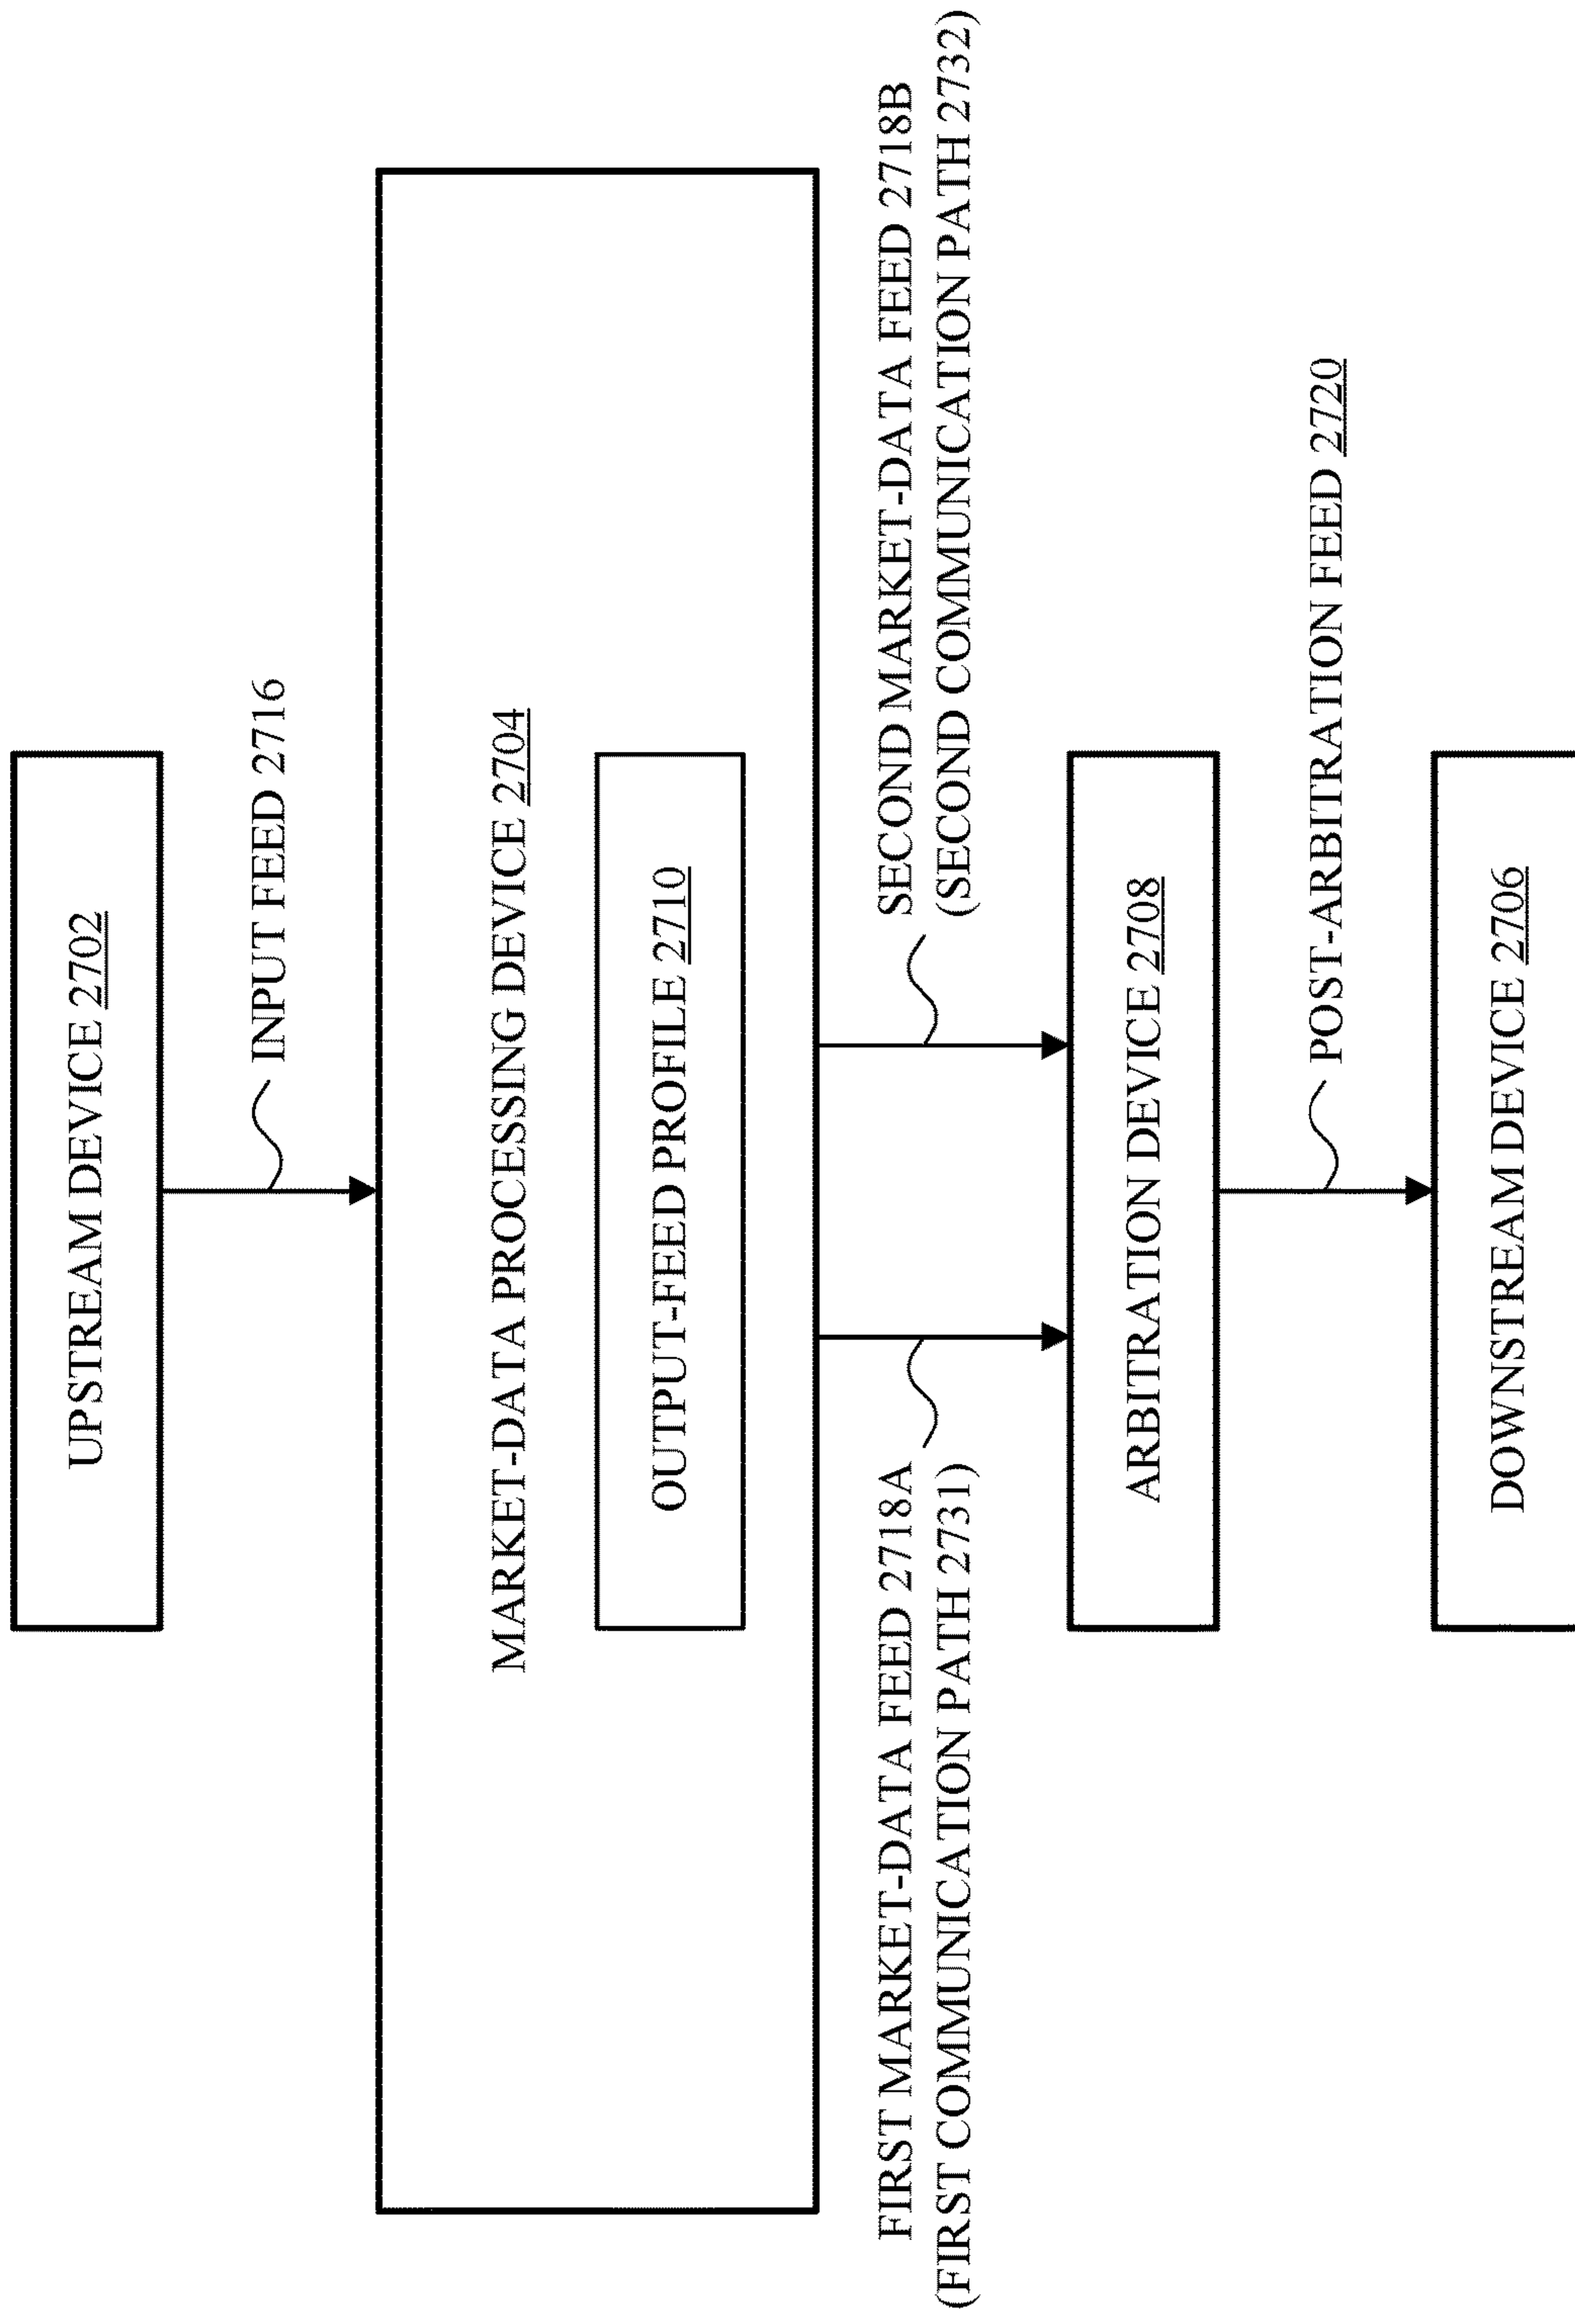 UPSTREAM DEVICE 2702
INPUT FEED 2716
MARKET-DATA PROCESSING DEVICE 2704
OUTPUT-FEED PROFILE 2710
FIRST MARKET-DATA FEED 2718A
(FIRST COMMUNICATION PATH 2731)
SECOND MARKET-DATA FEED 2718B
(SECOND COMMUNICATION PATH 2732)
ARBITRATION DEVICE 2708
POST-ARBITRATION FEED 2720
DOWNSTREAM DEVICE 2706